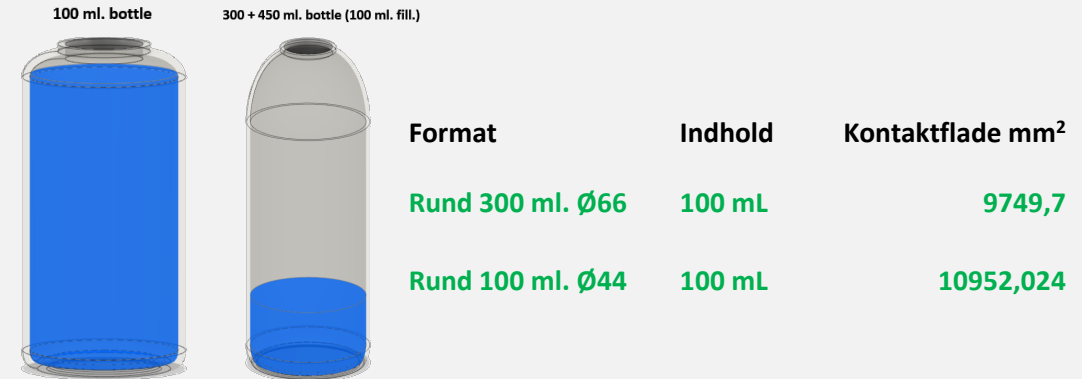 100 ml. bottle
300 + 450 ml. bottle (100 ml. fill.)
Format Indhold Kontaktflade mm²
Rund 300 ml. Ø66 100 mL 9749,7
Rund 100 ml. Ø44 100 mL 10952,024